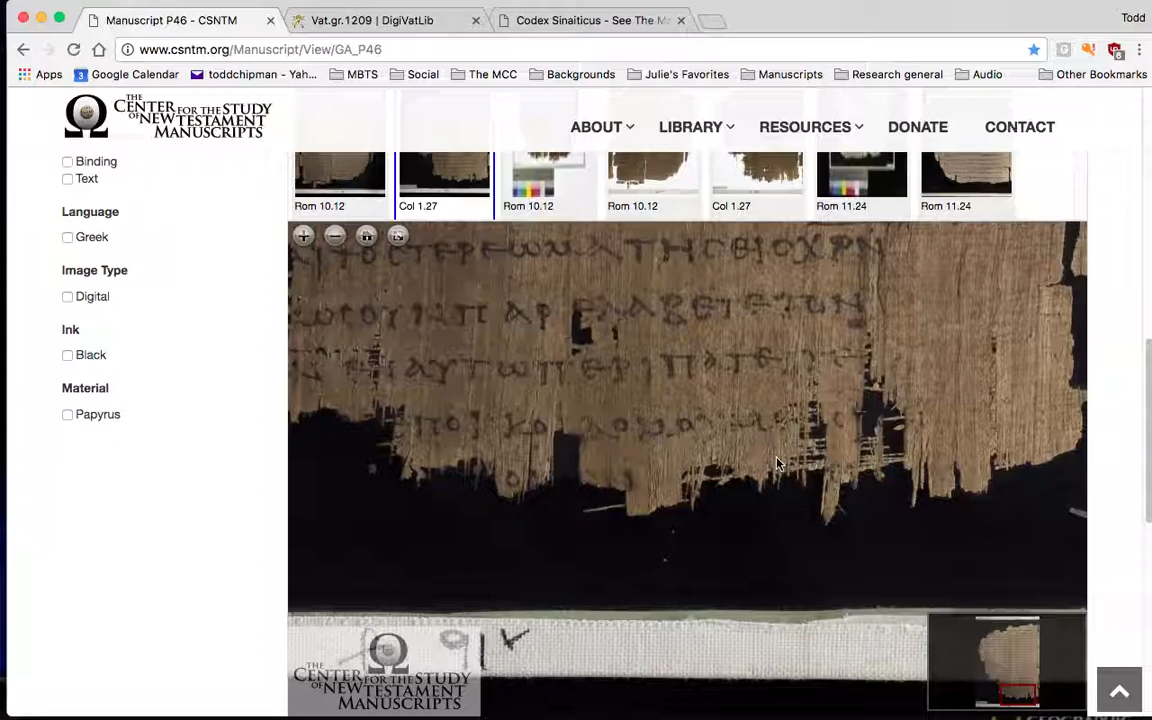 Manuscript P46 - CSNTM
Vat.gr.1209 | DigiVatLib
Codex Sinaiticus - See The Ma
Todd
www.csntm.org/Manuscript/View/GA_P46
Apps
3 Google Calendar
toddchipman - Yah...
MBTS
Social
The MCC
Backgrounds
Julie's Favorites
Manuscripts
Research general
Audio
Other Bookmarks
THE CENTER FOR THE STUDY OF NEW TESTAMENT MANUSCRIPTS
ABOUT
LIBRARY
RESOURCES
DONATE
CONTACT
Binding
Text
Language
Greek
Image Type
Digital
Ink
Black
Material
Papyrus
Rom 10.12
Col 1.27
Rom 10.12
Rom 10.12
Col 1.27
Rom 11.24
Rom 11.24
ΠΑΡΕΛΑΒΕΤΕΤΟΝ
ΑΥΤΩΠΕΡΙΠΑΤΕ
THE CENTER FOR THE STUDY OF NEW TESTAMENT MANUSCRIPTS